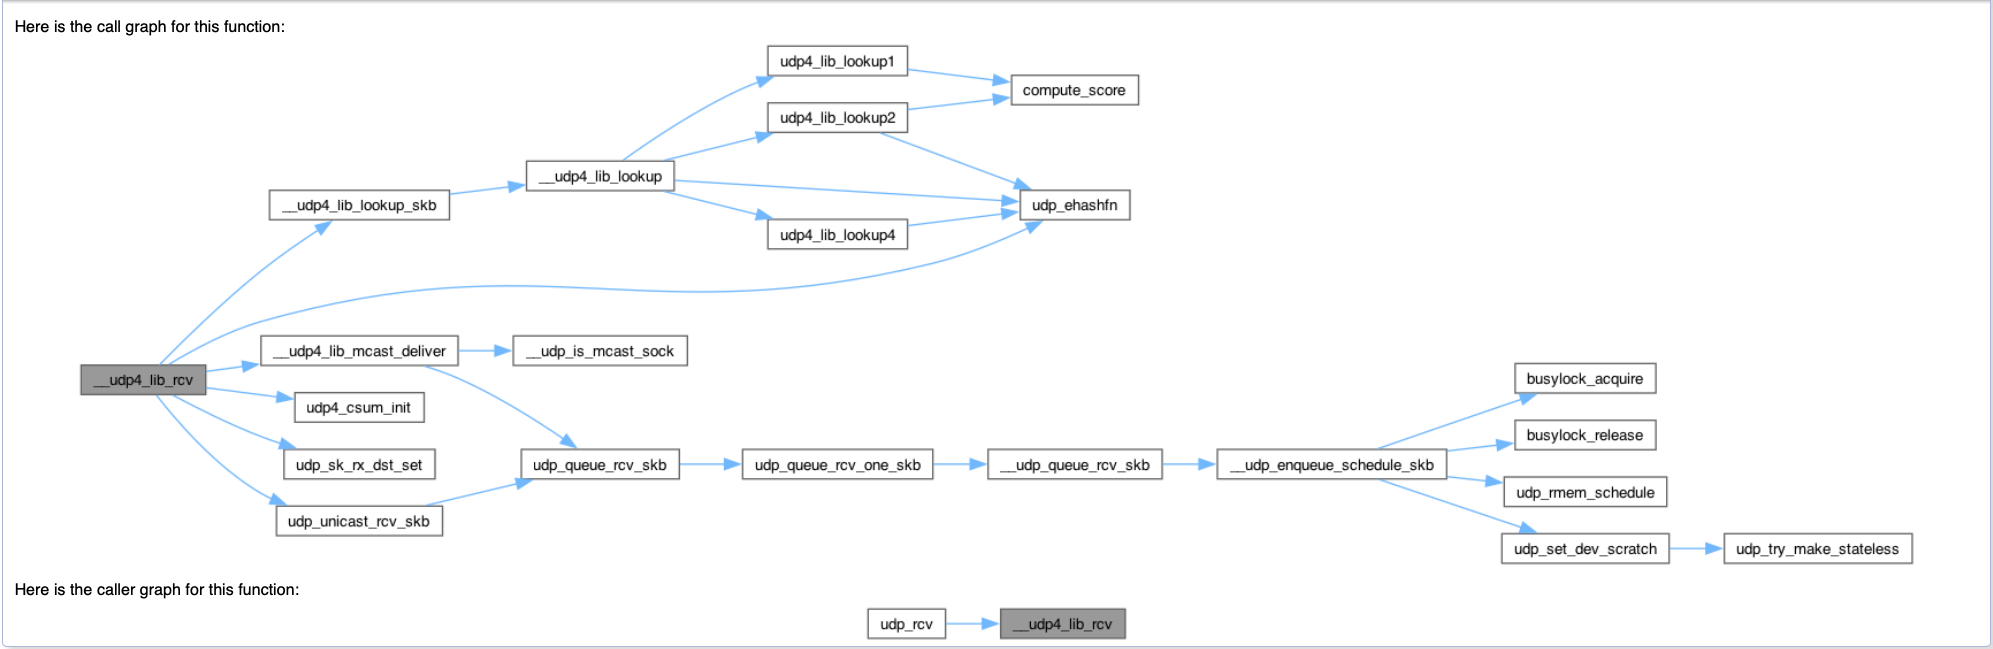 Here is the call graph for this function:
udp4_lib_lookup1
compute_score
udp4_lib_lookup2
__udp4_lib_lookup
__udp4_lib_lookup_skb
udp_ehashfn
udp4_lib_lookup4
__udp4_lib_mcast_deliver
__udp_is_mcast_sock
__udp4_lib_rcv
busylock_acquire
udp4_csum_init
busylock_release
udp_sk_rx_dst_set
udp_queue_rcv_skb
udp_queue_rcv_one_skb
__udp_queue_rcv_skb
__udp_enqueue_schedule_skb
udp_rmem_schedule
udp_unicast_rcv_skb
udp_set_dev_scratch
udp_try_make_stateless
Here is the caller graph for this function:
udp_rcv
__udp4_lib_rcv